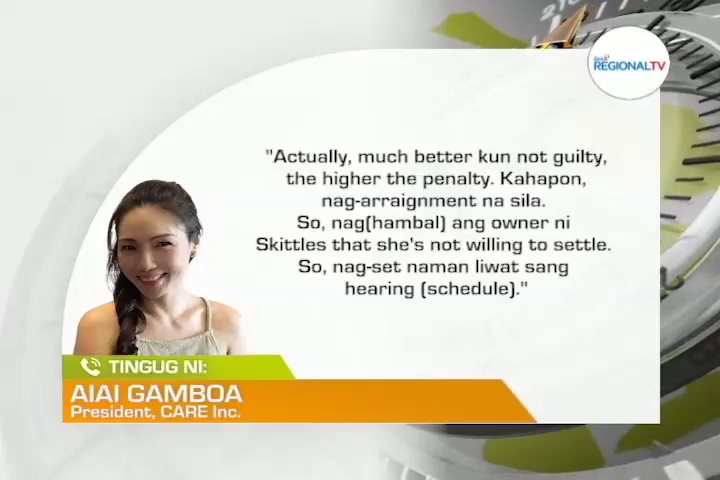 REGIONALTV
"Actually, much better kun not guilty,
the higher the penalty. Kahapon,
nag-arraignment na sila.
So, nag(hambal) ang owner ni
Skittles that she's not willing to settle.
So, nag-set naman liwat sang
hearing (schedule)."
TINGUG NI:
AIAI GAMBOA
President, CARE Inc.